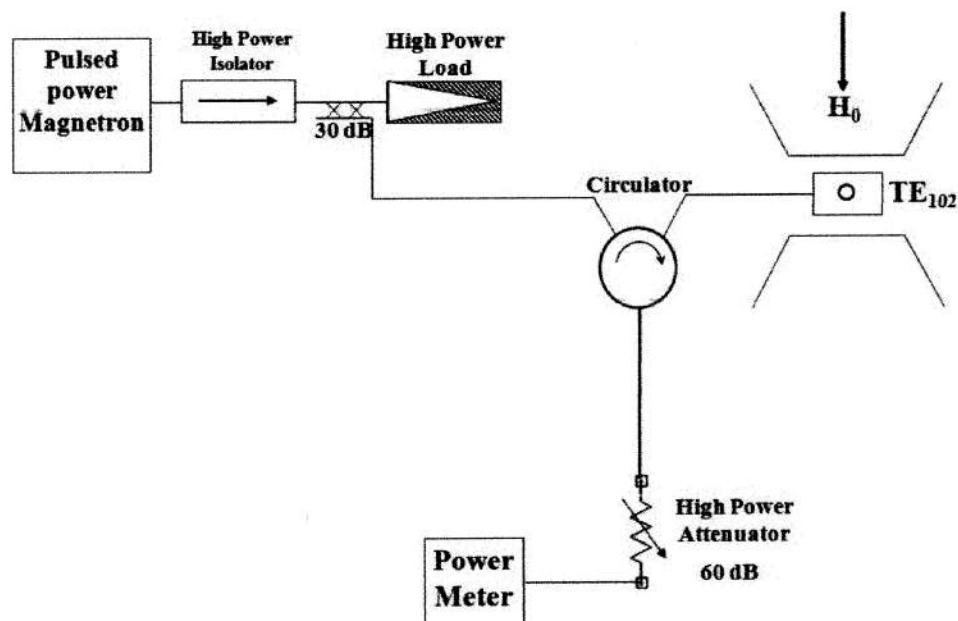 Pulsed
power
Magnetron
High Power
Isolator
High Power
Load
30 dB
Circulator
H₀
TE₁₀₂
High Power
Attenuator
60 dB
Power
Meter